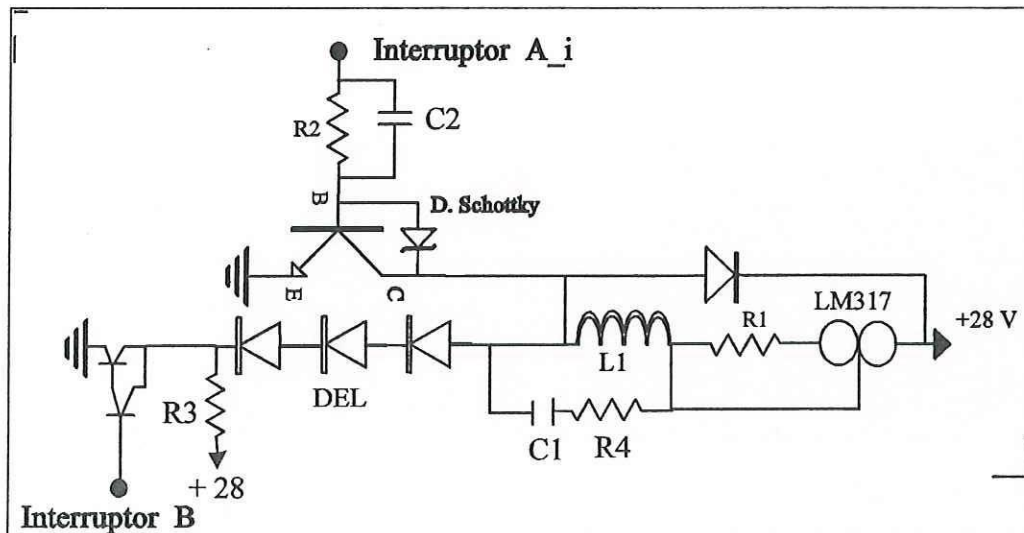 Interruptor A_i
R2
C2
B
D. Schottky
E
C
LM317
R1
+28 V
L1
DEL
R3
C1
R4
+ 28
Interruptor B